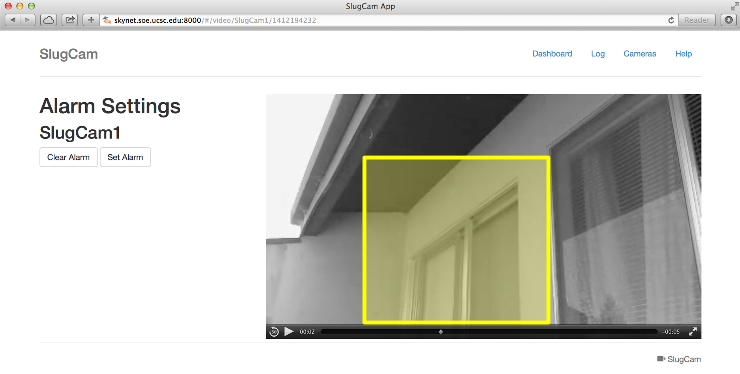 SlugCam App
skynet.soe.ucsc.edu:8000/#/video/SlugCam1/1412194232
Reader
SlugCam
Dashboard Log Cameras Help
Alarm Settings
SlugCam1
Clear Alarm Set Alarm
30
00:02
-00:05
SlugCam